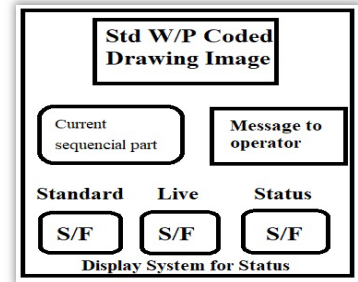 Std W/P Coded
Drawing Image
Current
sequencial part
Message to
operator
Standard Live Status
S/F S/F S/F
Display System for Status